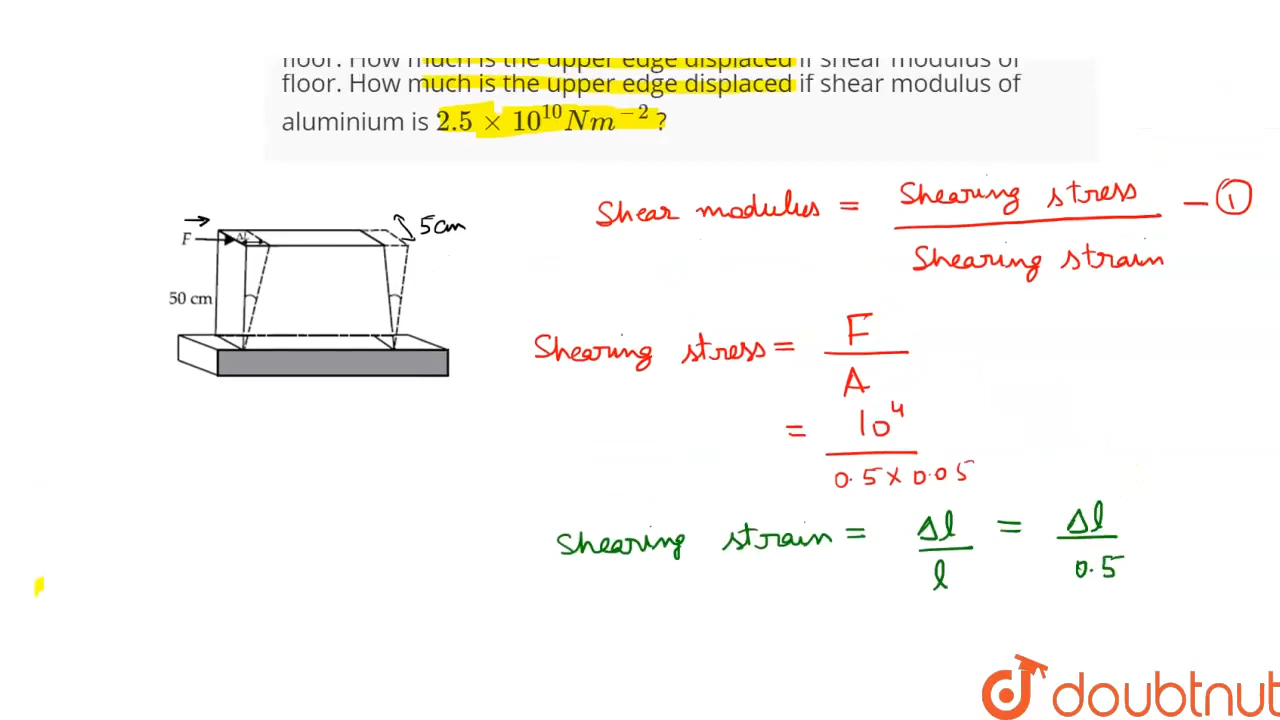 floor. How much is the upper edge displaced if shear modulus of
floor. How much is the upper edge displaced if shear modulus of
aluminium is 2.5 × 10¹⁰ Nm⁻² ?
Shear modulus = Shearing stress / Shearing strain — ①
5cm
F Δl
50 cm
Shearing stress = F / A
= 10⁴ / 0.5 × 0.05
Shearing strain = Δl / l = Δl / 0.5
doubtnut